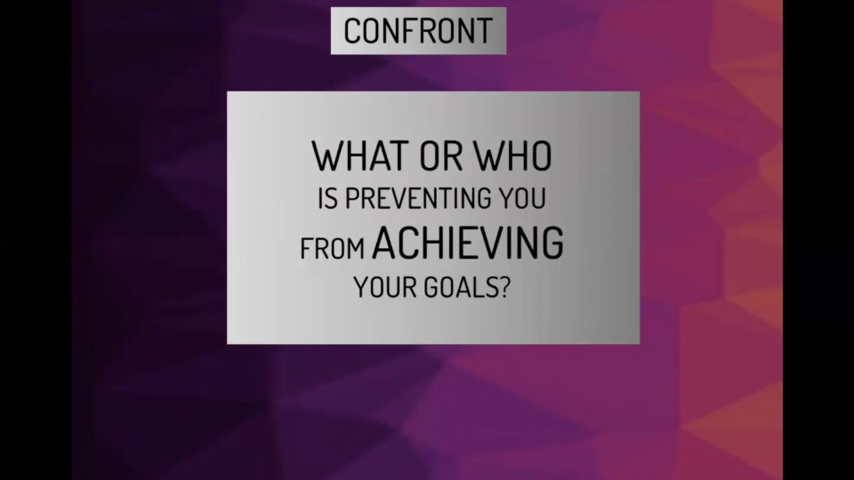 CONFRONT
WHAT OR WHO
IS PREVENTING YOU
FROM ACHIEVING
YOUR GOALS?